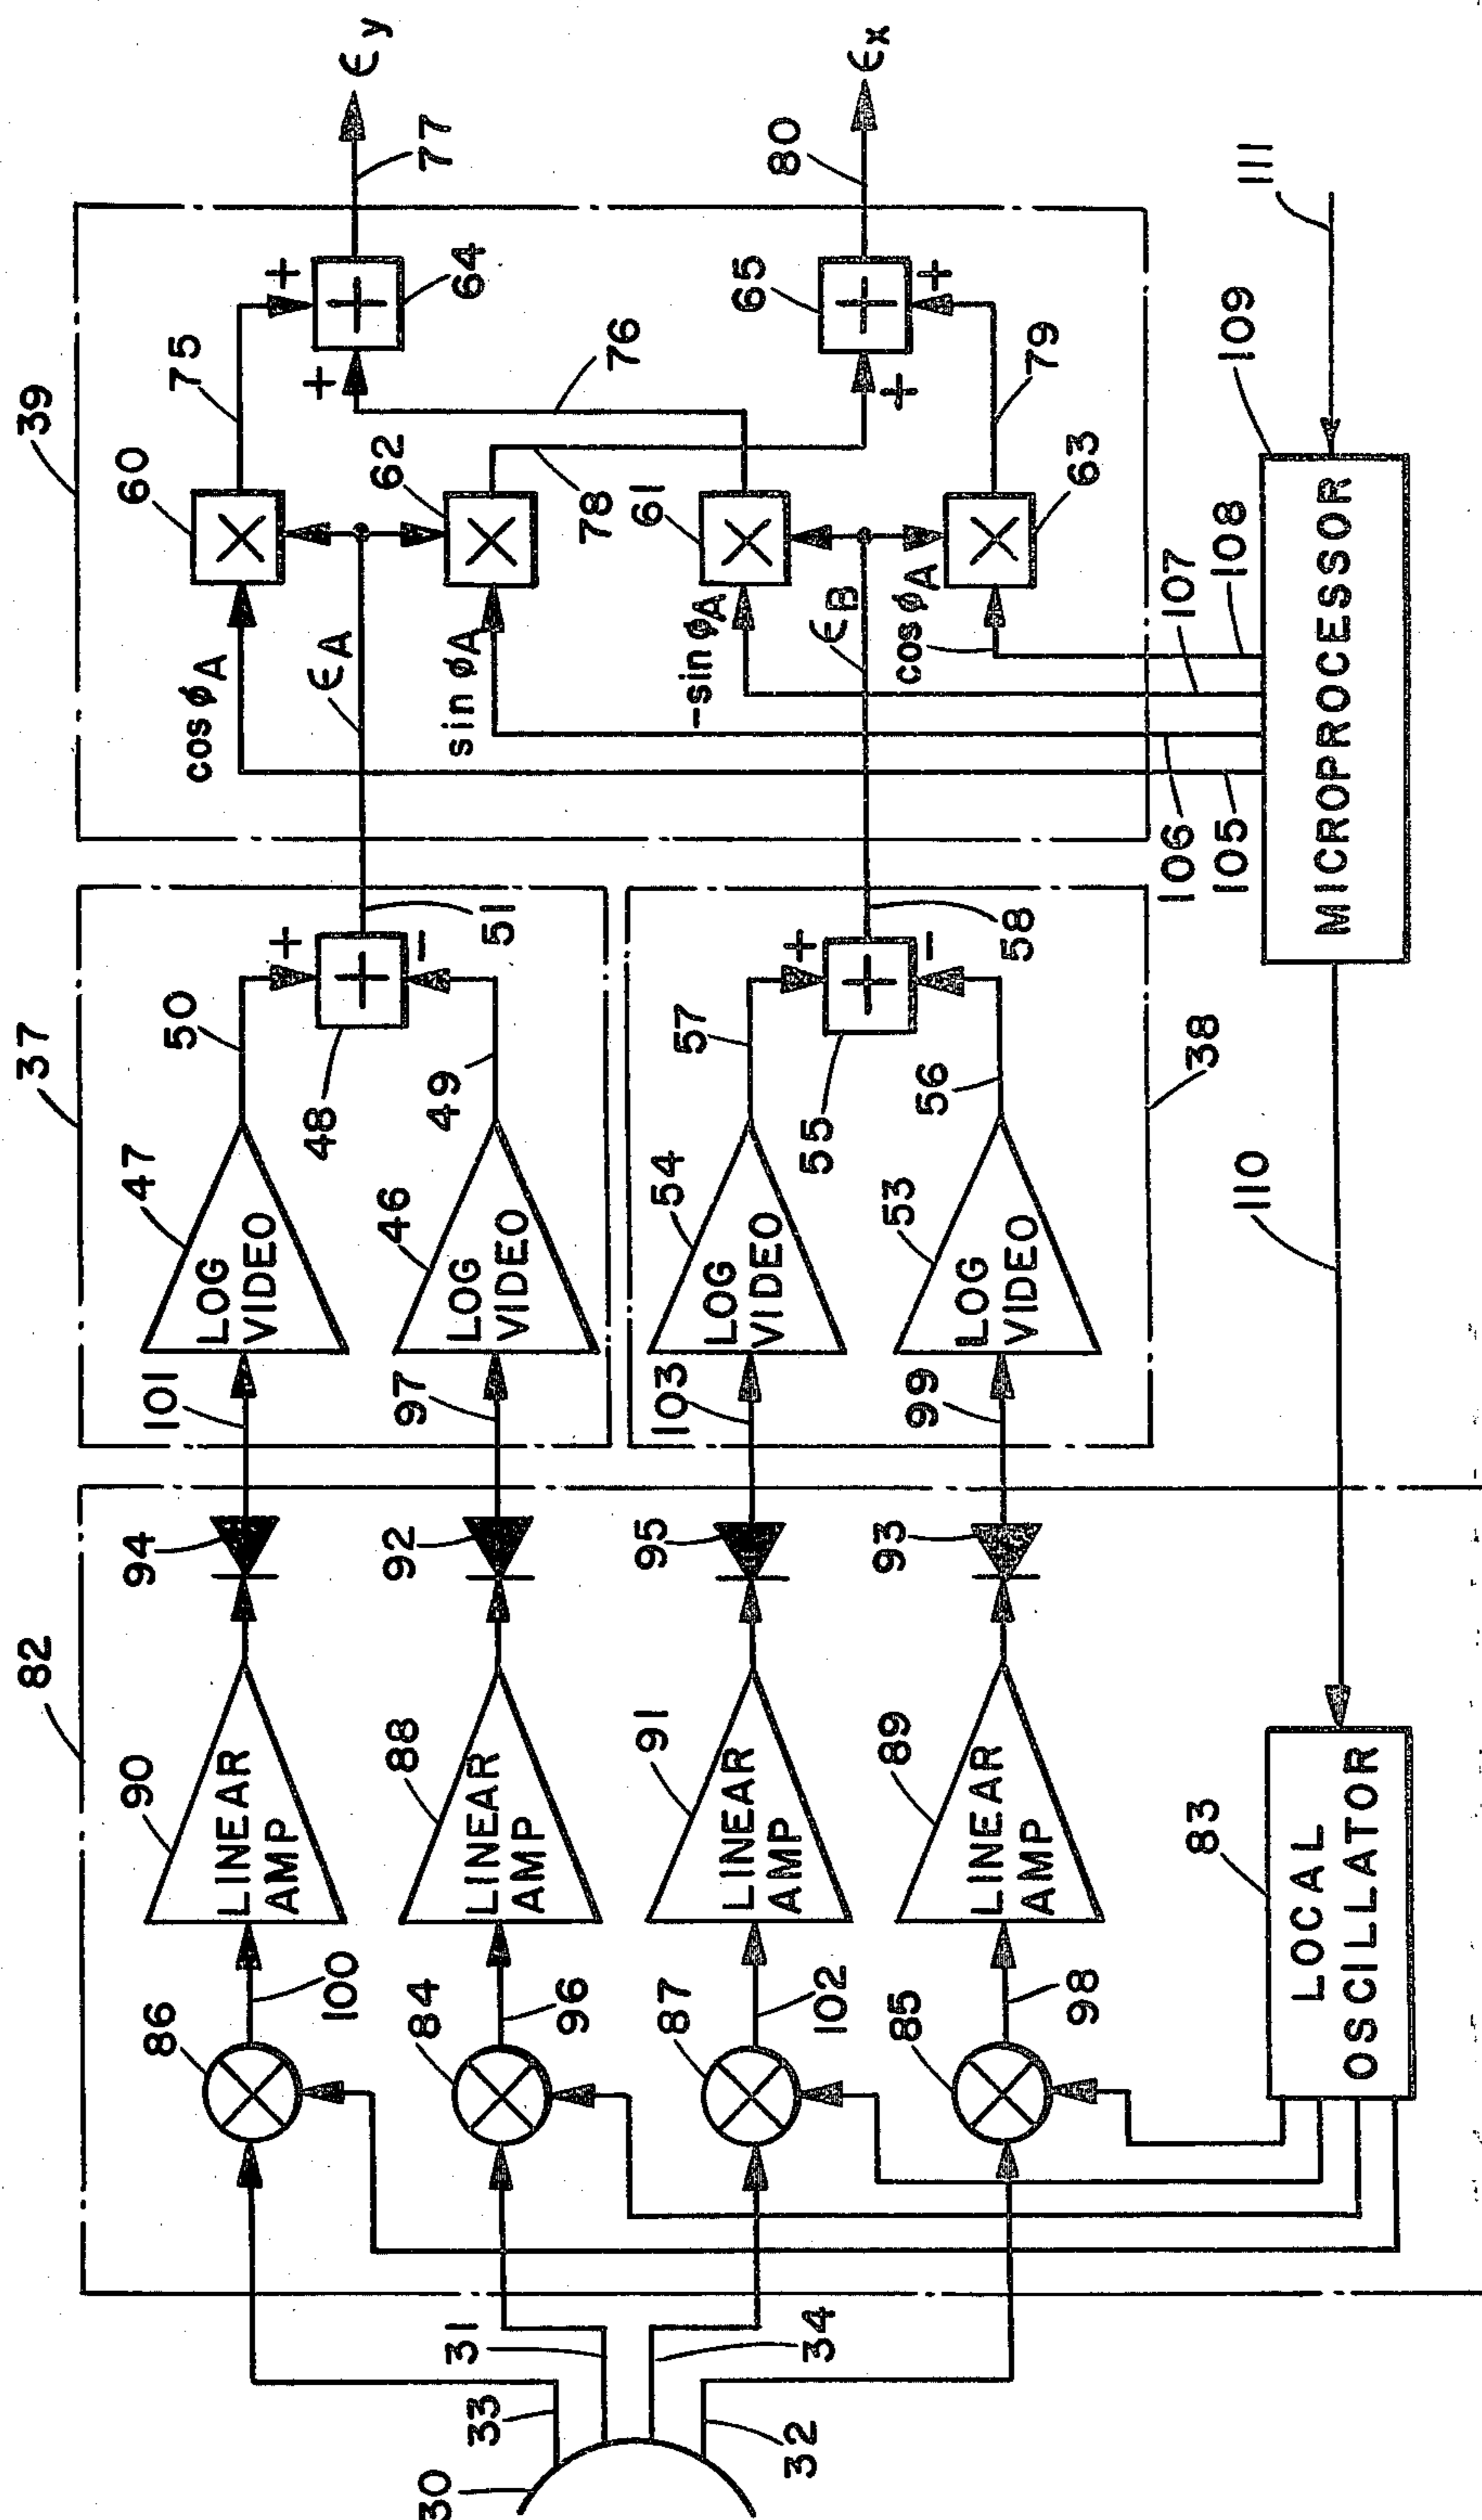 30
33
31
34
32
82
86
100
84
96
87
102
85
98
90
LINEAR
AMP
88
LINEAR
AMP
91
LINEAR
AMP
89
LINEAR
AMP
94
92
95
93
83
LOCAL
OSCILLATOR
37
101
47
LOG
VIDEO
50
97
46
LOG
VIDEO
49
48
+
+
−
51
103
54
LOG
VIDEO
57
99
53
LOG
VIDEO
56
55
+
+
−
58
38
110
39
cos φA
ϵA
sin φA
-sin φA
ϵB
cos φA
60
62
61
63
75
78
76
79
+
+
+
64
65
+
+
+
77
ϵy
80
ϵx
106
105
107
108
MICROPROCESSOR
109
111